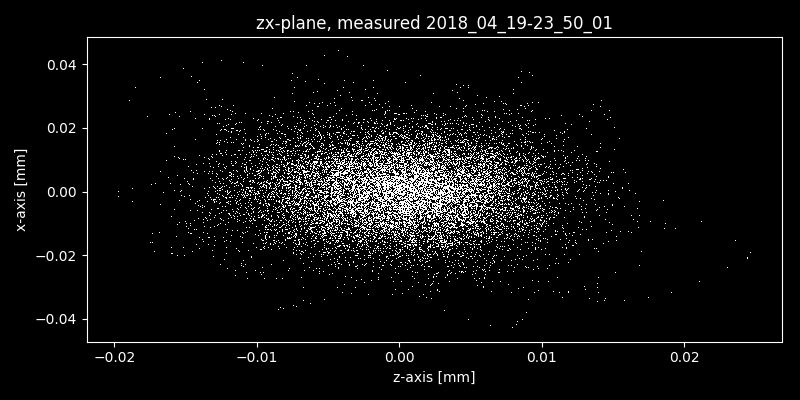 zx-plane, measured 2018_04_19-23_50_01
0.04
0.02
0.00
−0.02
−0.04
x-axis [mm]
−0.02 −0.01 0.00 0.01 0.02
z-axis [mm]